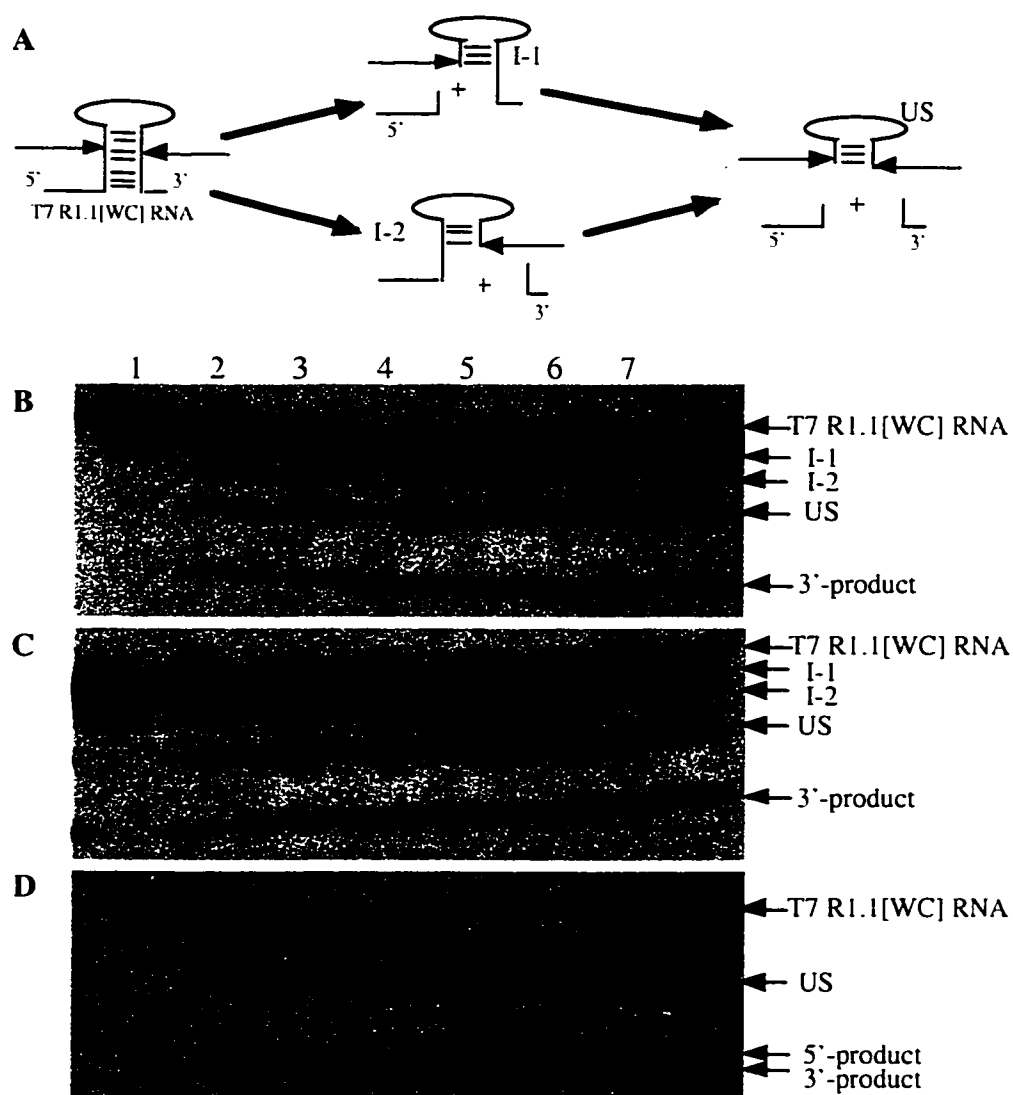 A
I-1
+
5'
US
5'
3'
T7 R1.1[WC] RNA
I-2
+
3'
+
5'
3'
1 2 3 4 5 6 7
B
T7 R1.1[WC] RNA
I-1
I-2
US
3'-product
C
T7 R1.1[WC] RNA
I-1
I-2
US
3'-product
D
T7 R1.1[WC] RNA
US
5'-product
3'-product